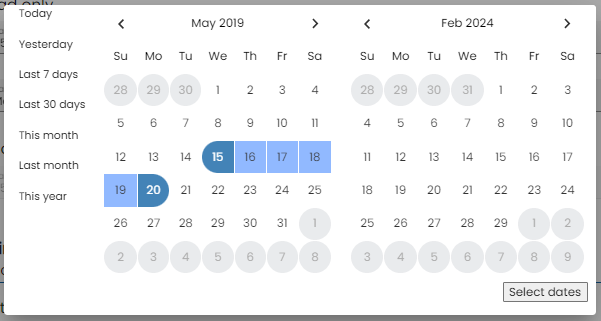 ad only
Today
Yesterday
Last 7 days
Last 30 days
This month
Last month
This year
May 2019
Su Mo Tu We Th Fr Sa
28 29 30 1 2 3 4
5 6 7 8 9 10 11
12 13 14 15 16 17 18
19 20 21 22 23 24 25
26 27 28 29 30 31 1
2 3 4 5 6 7 8
Feb 2024
Su Mo Tu We Th Fr Sa
28 29 30 31 1 2 3
4 5 6 7 8 9 10
11 12 13 14 15 16 17
18 19 20 21 22 23 24
25 26 27 28 29 1 2
3 4 5 6 7 8 9
Select dates